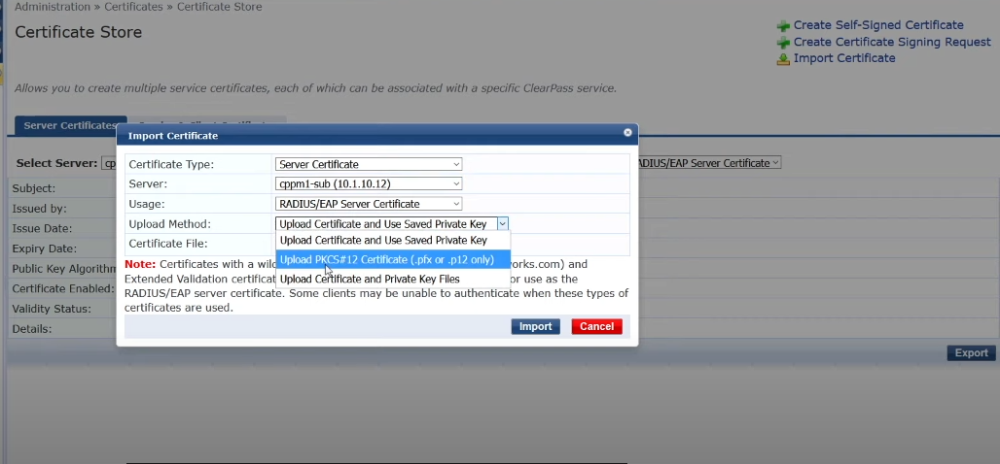 Administration » Certificates » Certificate Store
Certificate Store
Create Self-Signed Certificate
Create Certificate Signing Request
Import Certificate
Allows you to create multiple service certificates, each of which can be associated with a specific ClearPass service.
Server Certificates
Import Certificate
Select Server:
RADIUS/EAP Server Certificate
Certificate Type: Server Certificate
Server: cppm1-sub (10.1.10.12)
Usage: RADIUS/EAP Server Certificate
Upload Method: Upload Certificate and Use Saved Private Key
Upload Certificate and Use Saved Private Key
Certificate File:
Upload PKCS#12 Certificate (.pfx or .p12 only)
Upload Certificate and Private Key Files
Note: Certificates with a wild orks.com) and
Extended Validation certificat or use as the
RADIUS/EAP server certificate. Some clients may be unable to authenticate when these types of
certificates are used.
Import Cancel
Subject:
Issued by:
Issue Date:
Expiry Date:
Public Key Algorithm
Certificate Enabled:
Validity Status:
Details:
Export